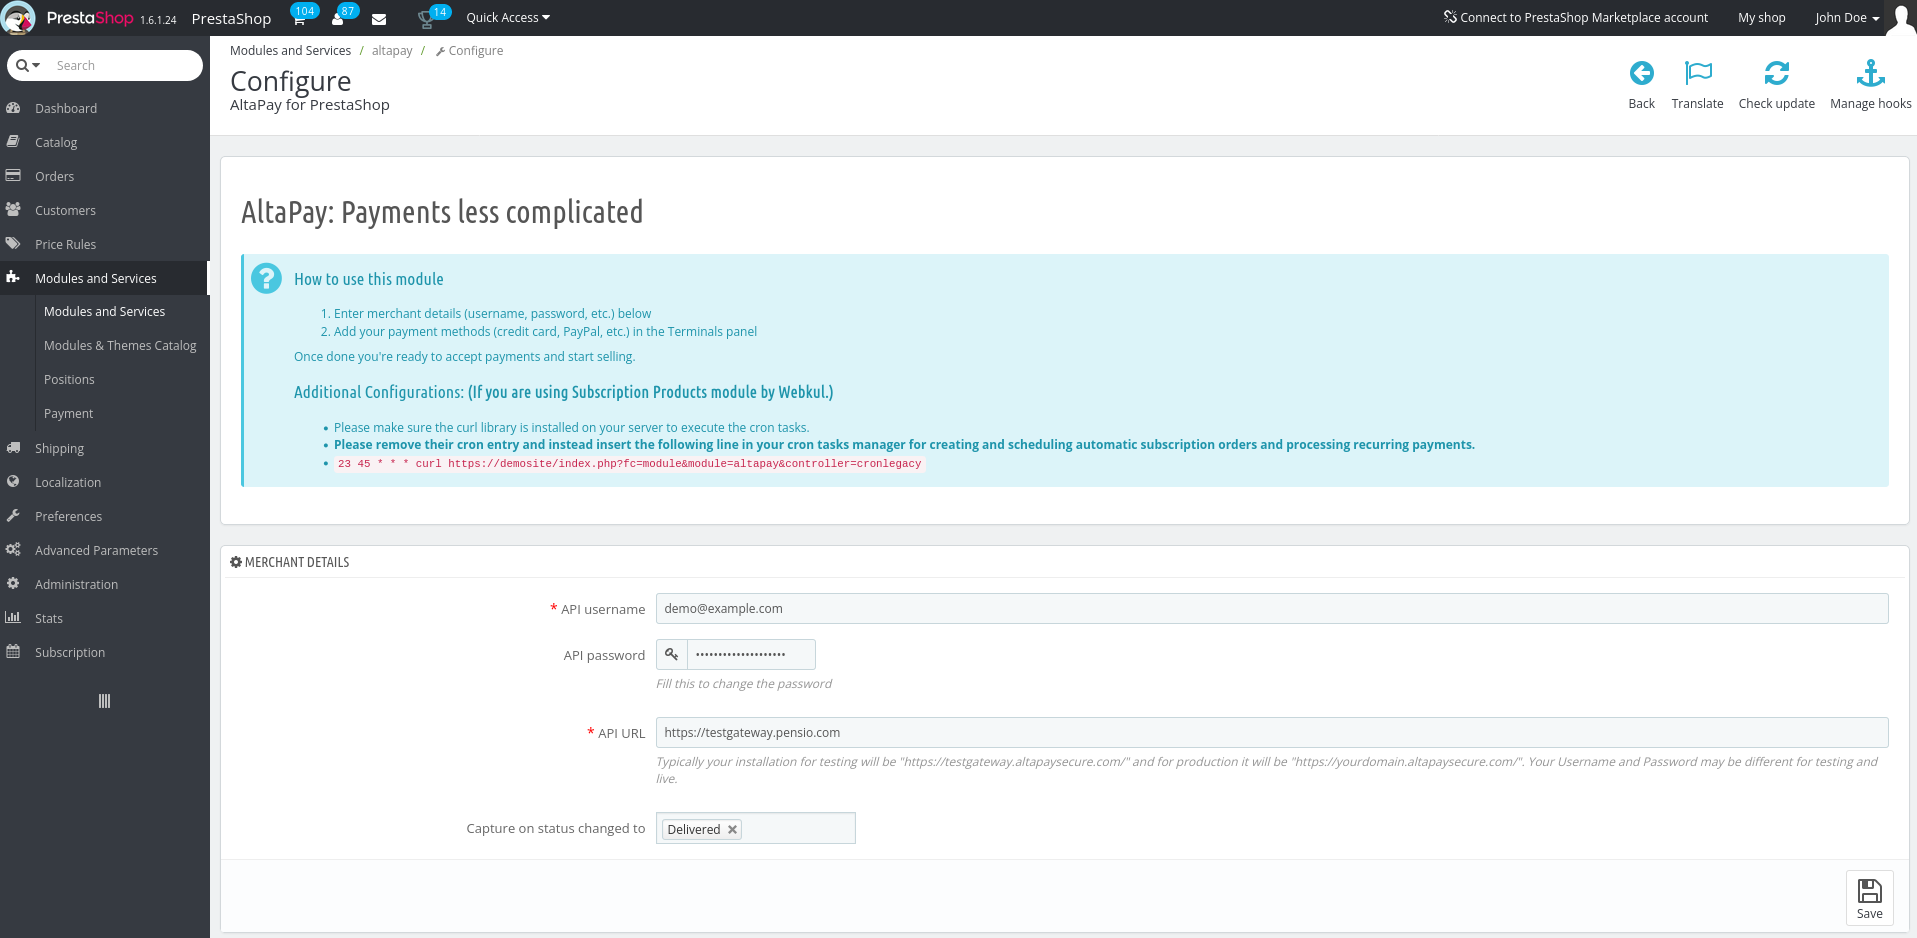 PrestaShop 1.6.1.24 PrestaShop 104 87 14 Quick Access Connect to PrestaShop Marketplace account My shop John Doe
Search
Dashboard
Catalog
Orders
Customers
Price Rules
Modules and Services
Modules and Services
Modules & Themes Catalog
Positions
Payment
Shipping
Localization
Preferences
Advanced Parameters
Administration
Stats
Subscription
Modules and Services / altapay / Configure
Configure
AltaPay for PrestaShop
Back Translate Check update Manage hooks
AltaPay: Payments less complicated
How to use this module
1. Enter merchant details (username, password, etc.) below
2. Add your payment methods (credit card, PayPal, etc.) in the Terminals panel
Once done you're ready to accept payments and start selling.
Additional Configurations: (If you are using Subscription Products module by Webkul.)
• Please make sure the curl library is installed on your server to execute the cron tasks.
• Please remove their cron entry and instead insert the following line in your cron tasks manager for creating and scheduling automatic subscription orders and processing recurring payments.
• 23 45 * * * curl https://demosite/index.php?fc=module&module=altapay&controller=cronlegacy
MERCHANT DETAILS
* API username demo@example.com
API password ••••••••••••••••••••
Fill this to change the password
* API URL https://testgateway.pensio.com
Typically your installation for testing will be "https://testgateway.altapaysecure.com/" and for production it will be "https://yourdomain.altapaysecure.com/". Your Username and Password may be different for testing and
live.
Capture on status changed to Delivered ×
Save